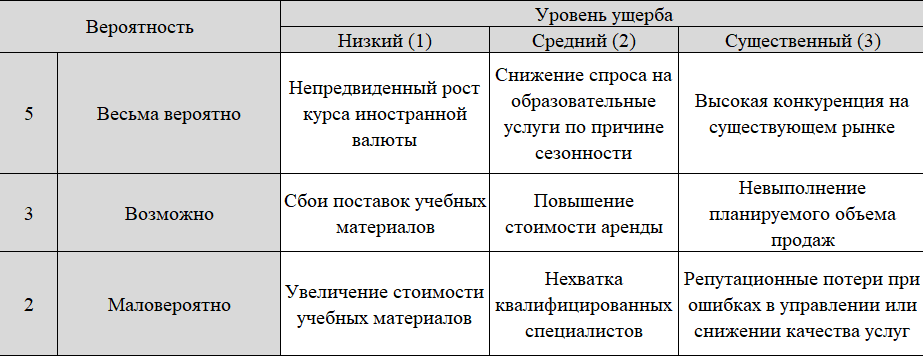 Вероятность
Уровень ущерба
Низкий (1)
Средний (2)
Существенный (3)
5
Весьма вероятно
Непредвиденный рост
курса иностранной
валюты
Снижение спроса на
образовательные
услуги по причине
сезонности
Высокая конкуренция на
существующем рынке
3
Возможно
Сбои поставок учебных
материалов
Повышение
стоимости аренды
Невыполнение
планируемого объема
продаж
2
Маловероятно
Увеличение стоимости
учебных материалов
Нехватка
квалифицированных
специалистов
Репутационные потери при
ошибках в управлении или
снижении качества услуг